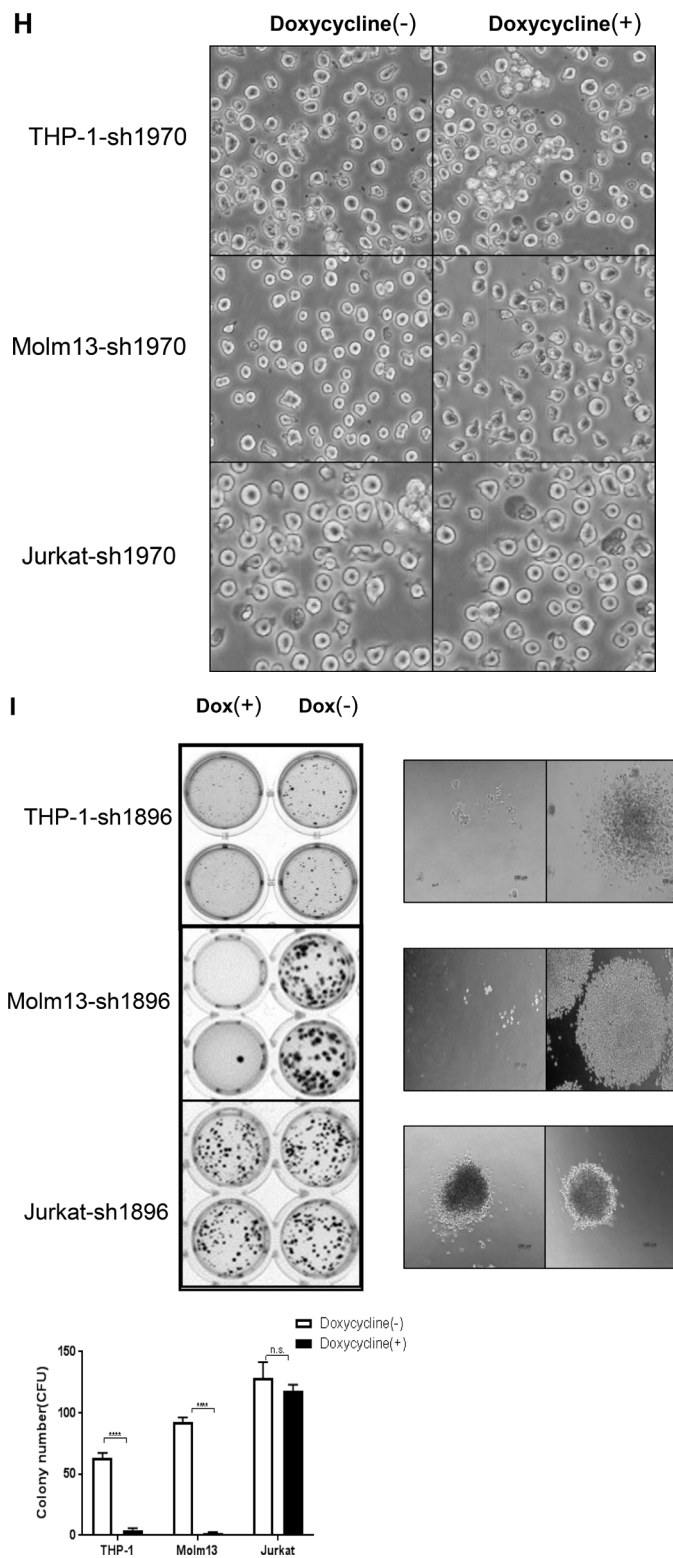 H
Doxycycline(-) Doxycycline(+)
THP-1-sh1970
Molm13-sh1970
Jurkat-sh1970
I
Dox(+) Dox(-)
THP-1-sh1896
Molm13-sh1896
Jurkat-sh1896
Doxycycline(-)
Doxycycline(+)
Colony number(CFU)
150
100
50
0
**** **** n.s.
THP-1 Molm13 Jurkat